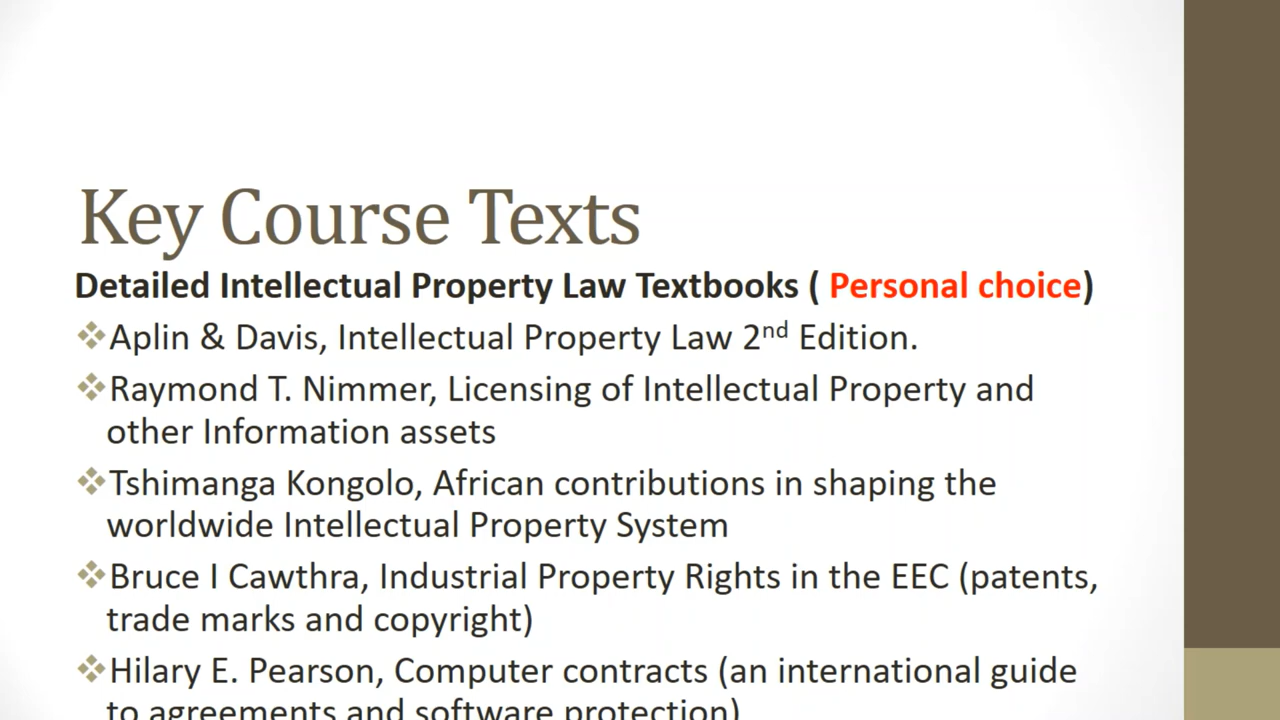 Key Course Texts
Detailed Intellectual Property Law Textbooks ( Personal choice)
❖Aplin & Davis, Intellectual Property Law 2nd Edition.
❖Raymond T. Nimmer, Licensing of Intellectual Property and
other Information assets
❖Tshimanga Kongolo, African contributions in shaping the
worldwide Intellectual Property System
❖Bruce I Cawthra, Industrial Property Rights in the EEC (patents,
trade marks and copyright)
❖Hilary E. Pearson, Computer contracts (an international guide
to agreements and software protection)